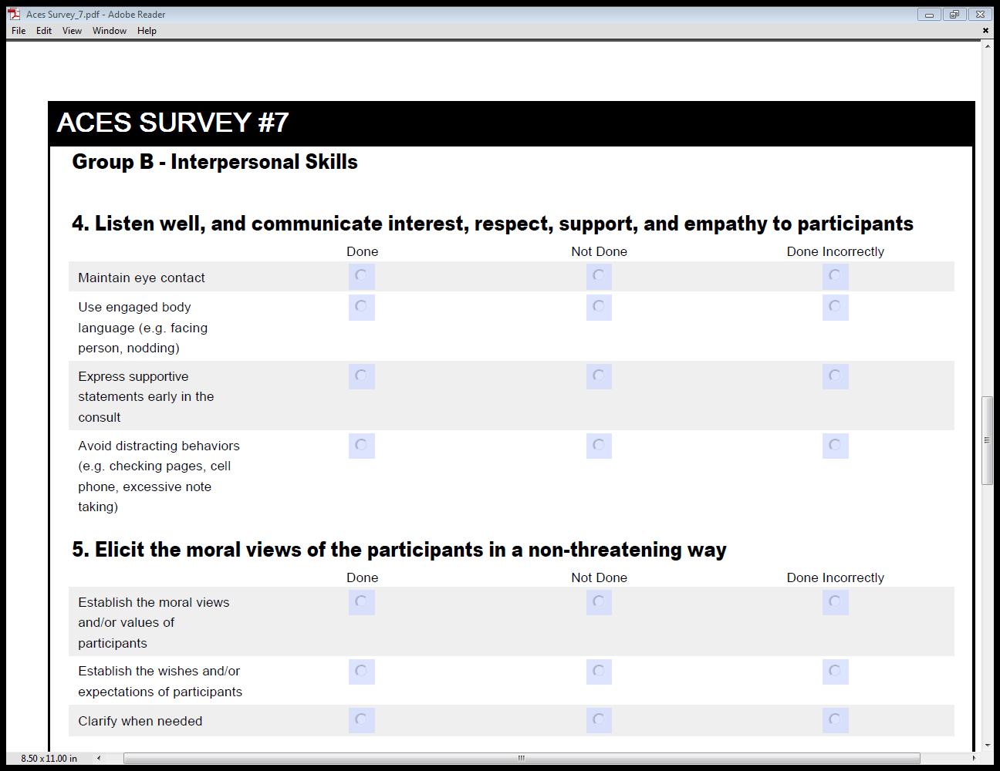 Aces Survey_7.pdf - Adobe Reader
File Edit View Window Help
ACES SURVEY #7
Group B - Interpersonal Skills
4. Listen well, and communicate interest, respect, support, and empathy to participants
Done Not Done Done Incorrectly
Maintain eye contact
Use engaged body
language (e.g. facing
person, nodding)
Express supportive
statements early in the
consult
Avoid distracting behaviors
(e.g. checking pages, cell
phone, excessive note
taking)
5. Elicit the moral views of the participants in a non-threatening way
Done Not Done Done Incorrectly
Establish the moral views
and/or values of
participants
Establish the wishes and/or
expectations of participants
Clarify when needed
8.50 x 11.00 in